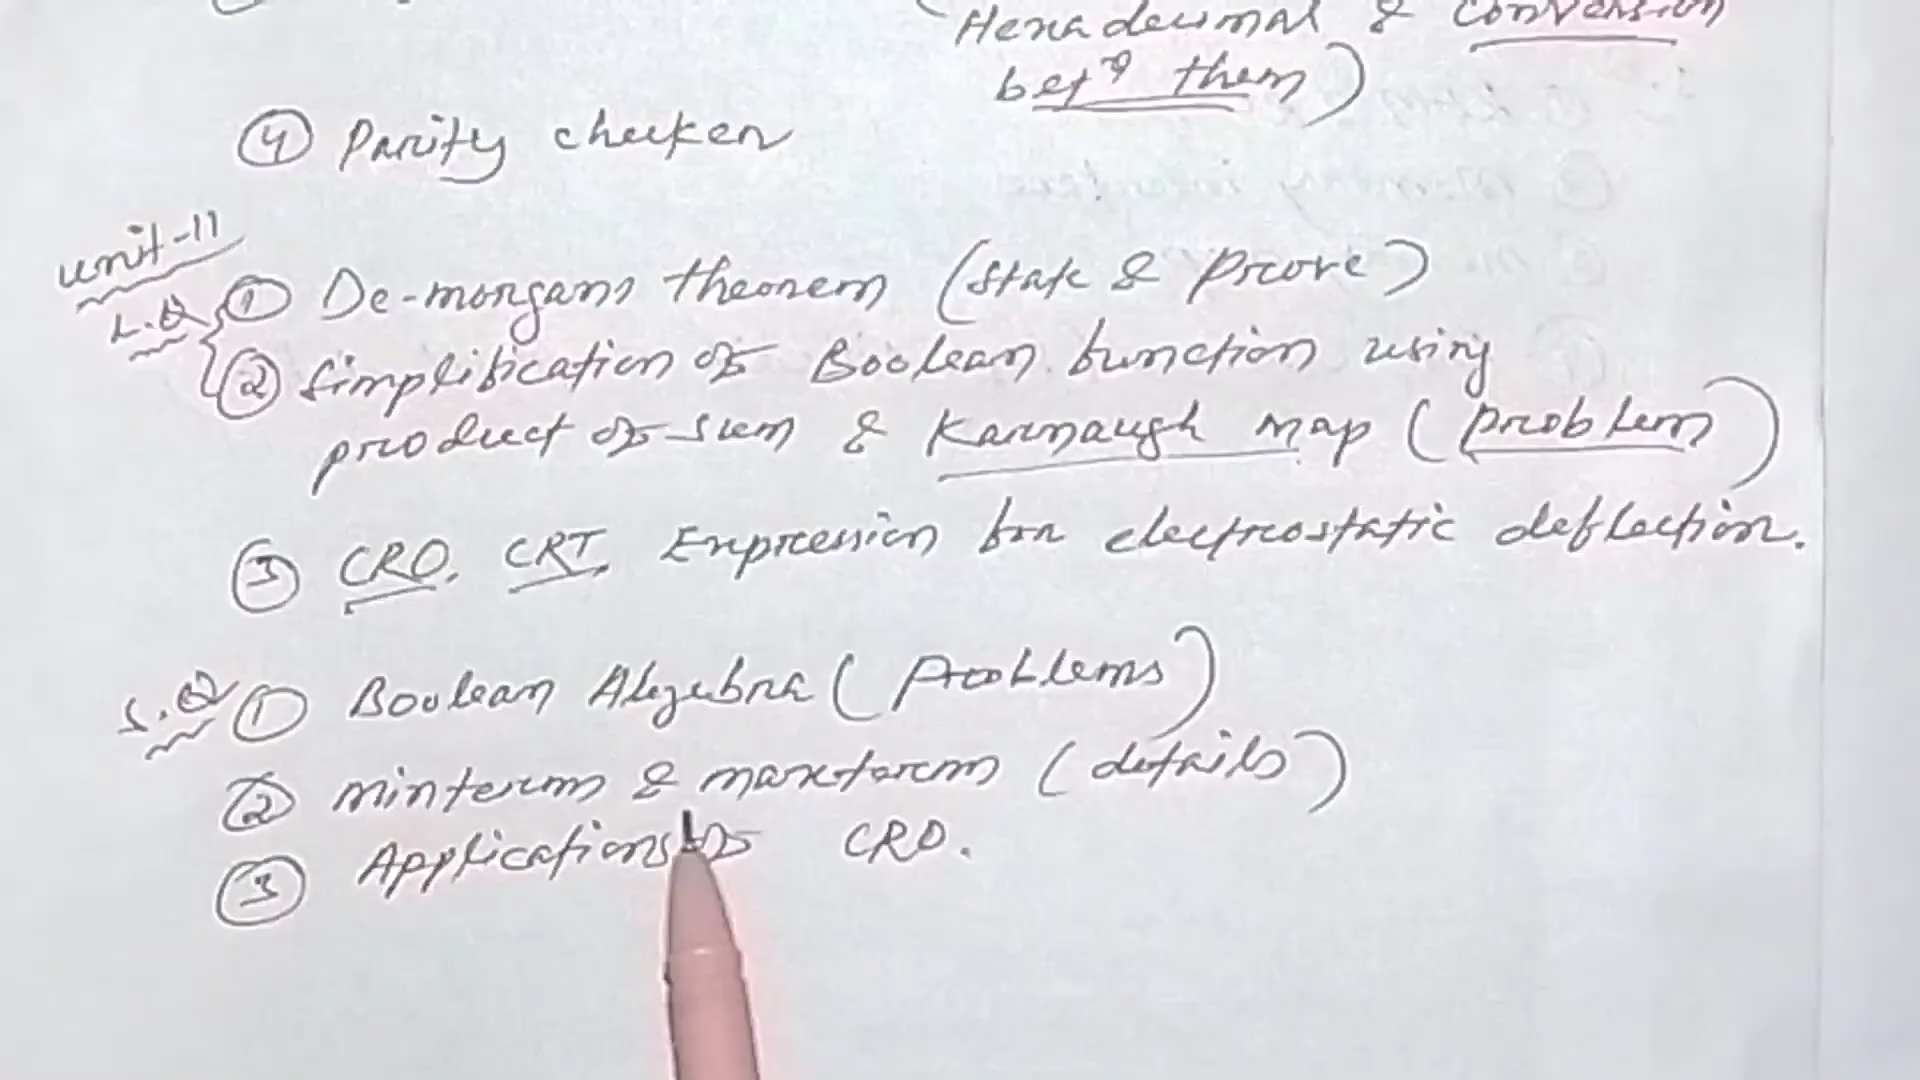 Hexadecimal & Conversion
betn them)
④ Parity checker
Unit-11
L.Q ① De-morgans theorem (State & Prove)
② Simplification of Boolean function using
product of sum & Karnaugh map (problem)
③ CRO, CRT, Expression for electrostatic deflection.
S.Q ① Boolean Algebra (Problems)
② minterm & maxterm (details)
③ Applications of CRO.